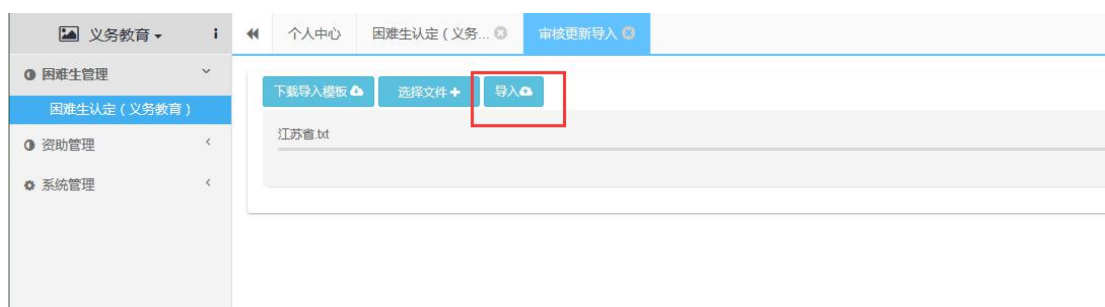 义务教育
个人中心
困难生认定（义务...
审核更新导入
困难生管理
困难生认定（义务教育）
资助管理
系统管理
下载导入模板
选择文件
导入
江苏省.txt